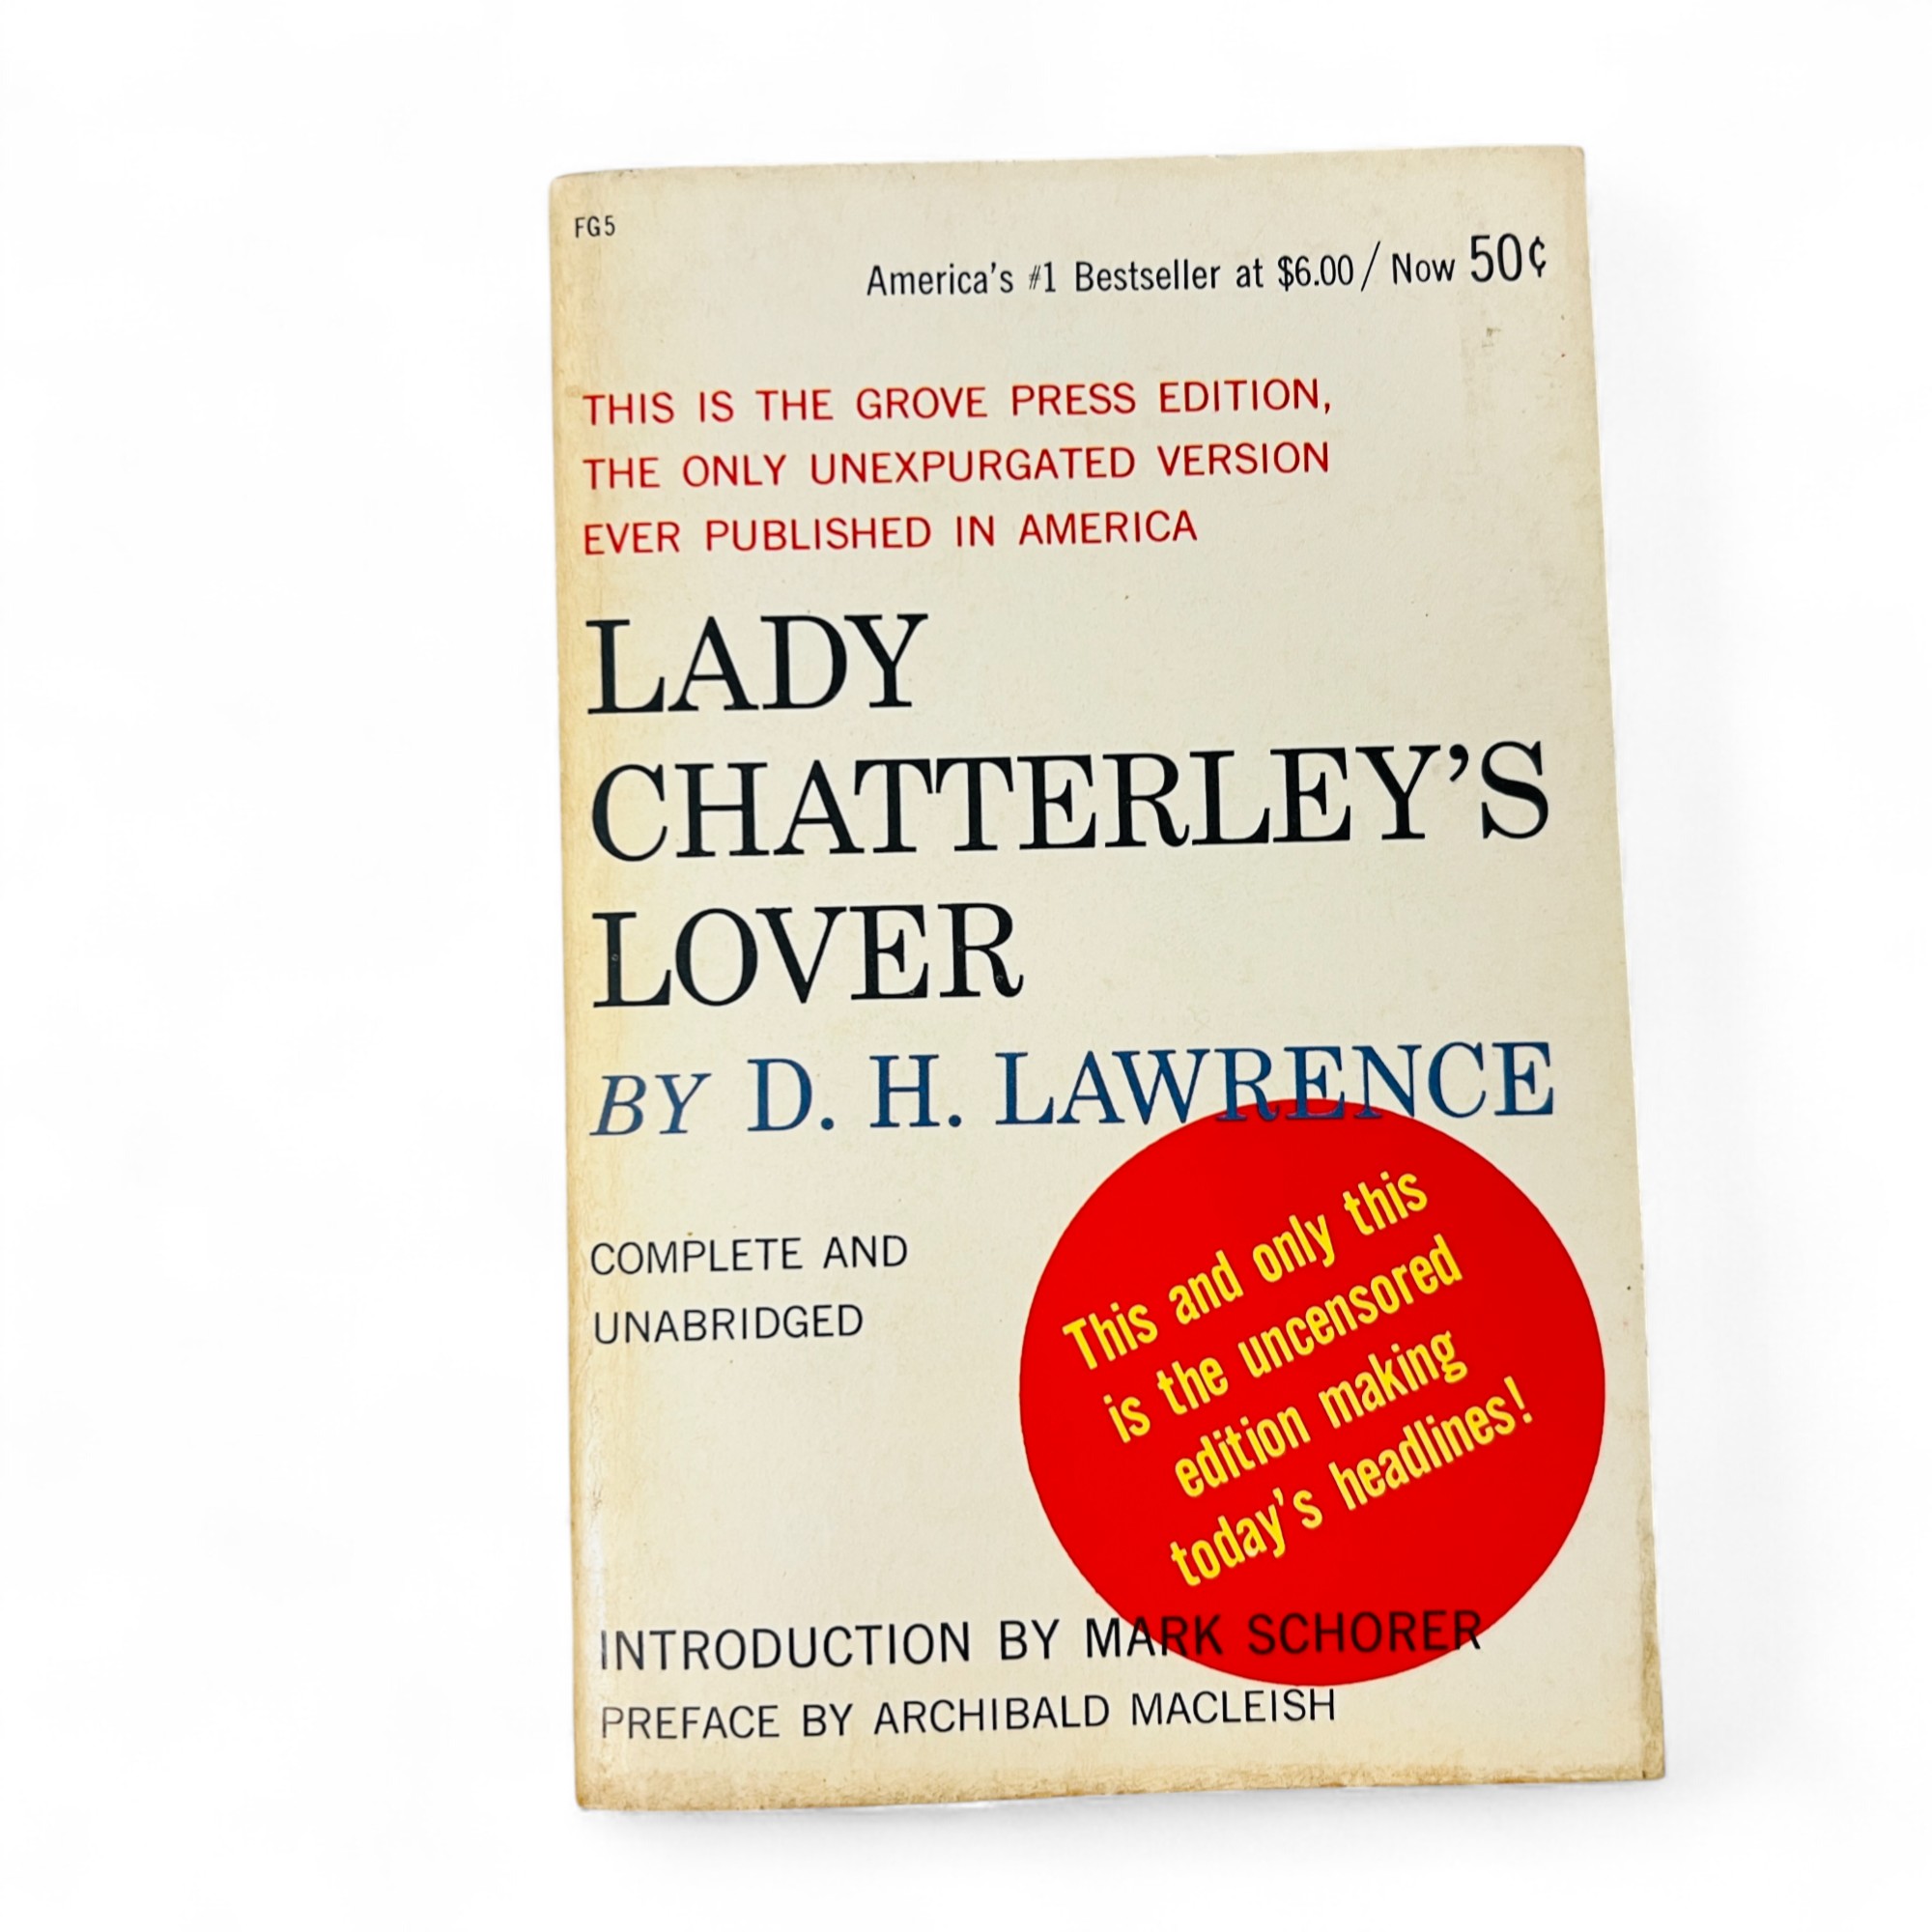 FG5
America's #1 Bestseller at $6.00/Now 50¢
THIS IS THE GROVE PRESS EDITION,
THE ONLY UNEXPURGATED VERSION
EVER PUBLISHED IN AMERICA
LADY
CHATTERLEY'S
LOVER
BY D. H. LAWRENCE
COMPLETE AND
UNABRIDGED
This and only this
is the uncensored
edition making
today's headlines!
INTRODUCTION BY MARK SCHORER
PREFACE BY ARCHIBALD MACLEISH